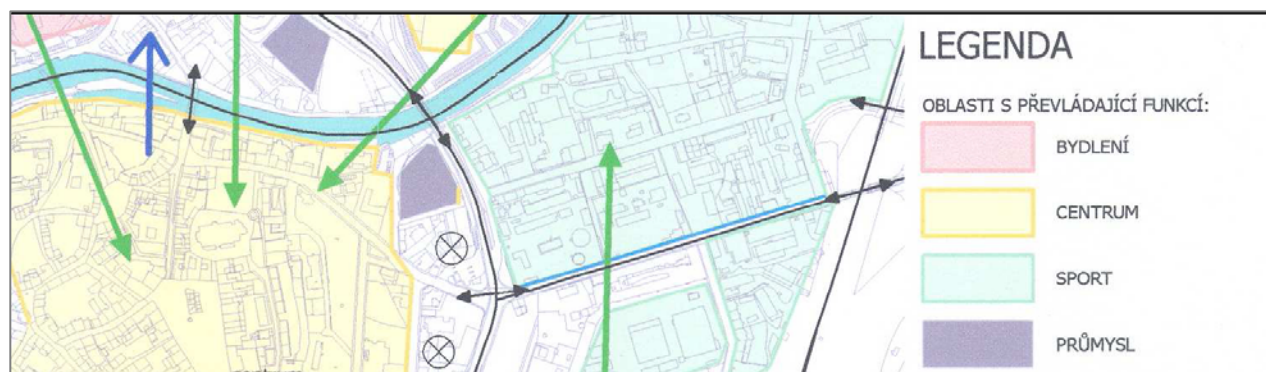 LEGENDA
OBLASTI S PŘEVLÁDAJÍCÍ FUNKCÍ:
BYDLENÍ
CENTRUM
SPORT
PRŮMYSL